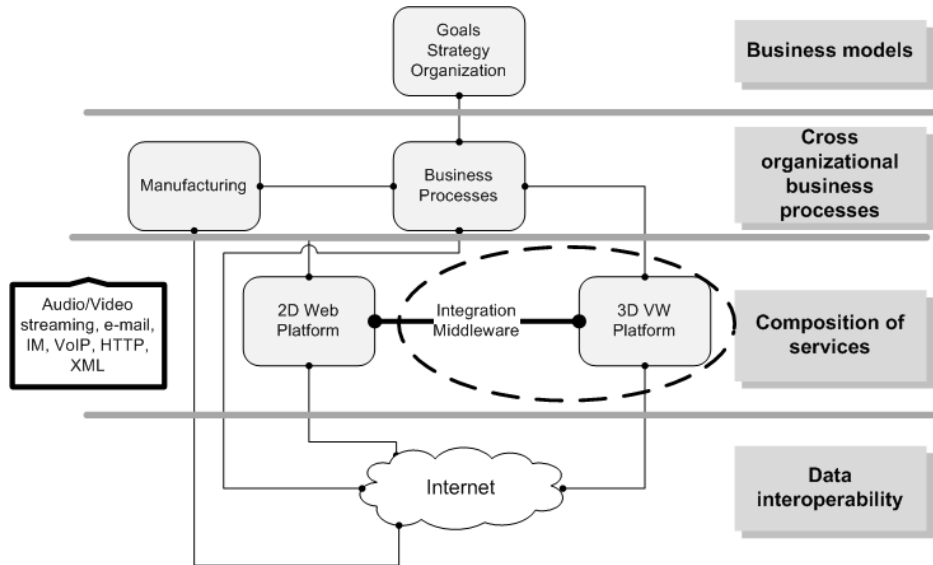 Goals
Strategy
Organization
Business models
Manufacturing
Business
Processes
Cross
organizational
business
processes
Audio/Video
streaming, e-mail,
IM, VoIP, HTTP,
XML
2D Web
Platform
Integration
Middleware
3D VW
Platform
Composition of
services
Internet
Data
interoperability